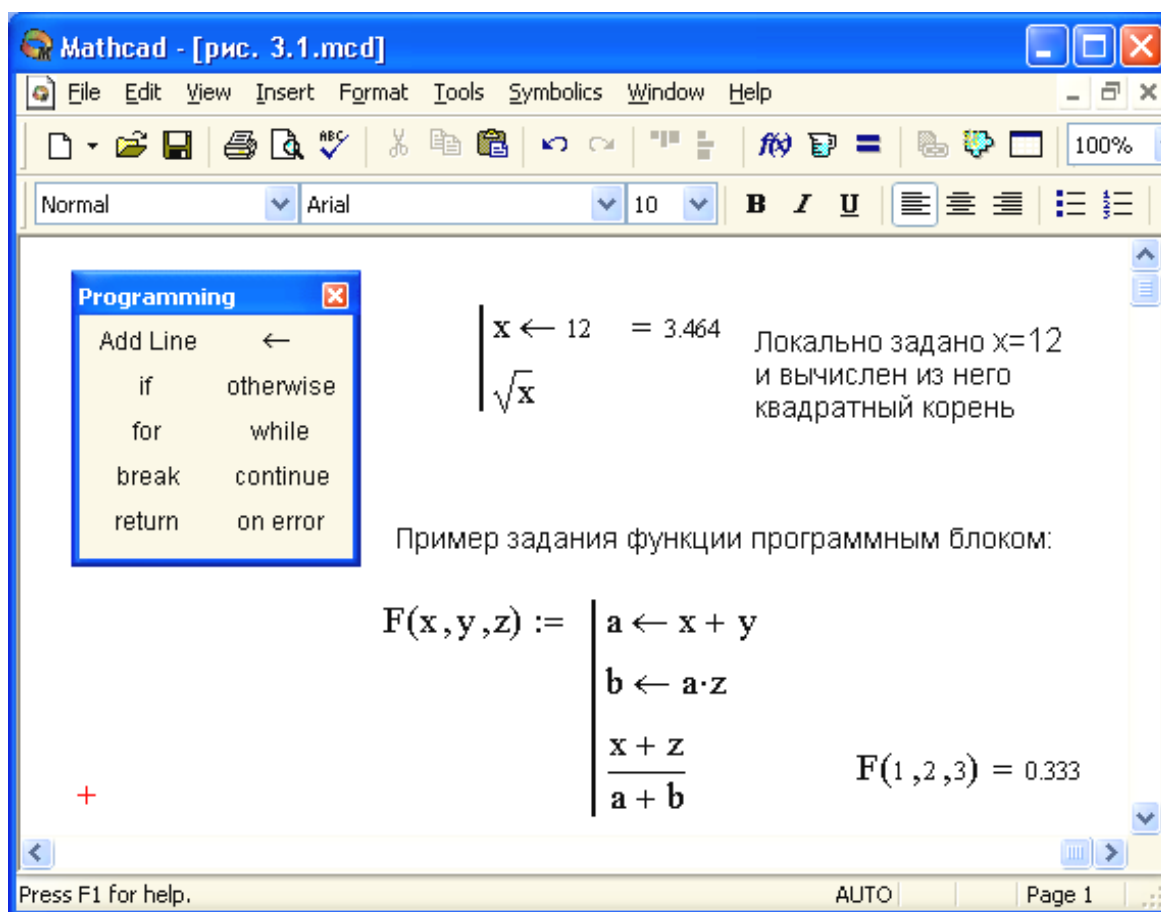 Mathcad - [рис. 3.1.mcd]
File Edit View Insert Format Tools Symbolics Window Help
ABC f(x) 100%
Normal Arial 10 B I U
Programming
Add Line ←
if otherwise
for while
break continue
return on error
x ← 12 = 3.464
√x
Локально задано x=12
и вычислен из него
квадратный корень
Пример задания функции программным блоком:
F(x,y,z) := a ← x + y
b ← a·z
x + z
a + b
F(1,2,3) = 0.333
Press F1 for help. AUTO Page 1